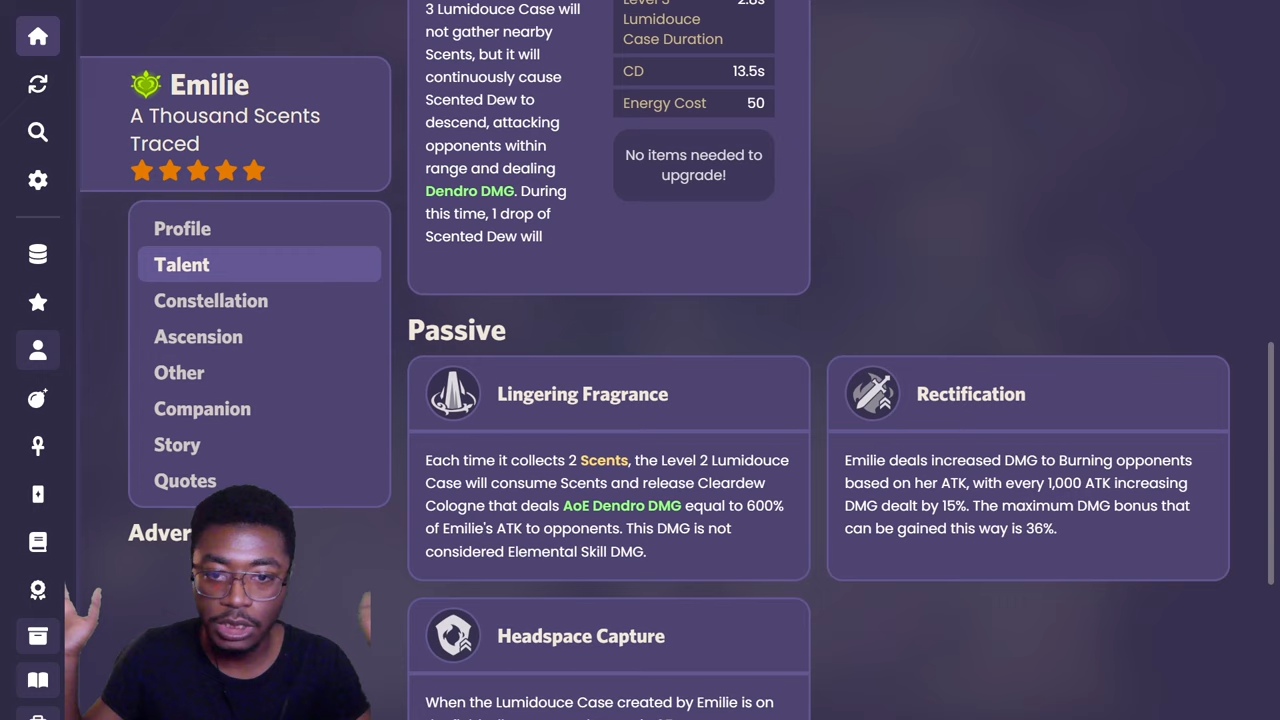 Emilie
A Thousand Scents
Traced
Profile
Talent
Constellation
Ascension
Other
Companion
Story
Quotes
3 Lumidouce Case will
not gather nearby
Scents, but it will
continuously cause
Scented Dew to
descend, attacking
opponents within
range and dealing
Dendro DMG. During
this time, 1 drop of
Scented Dew will
Lumidouce
Case Duration
CD 13.5s
Energy Cost 50
No items needed to
upgrade!
Passive
Lingering Fragrance
Each time it collects 2 Scents, the Level 2 Lumidouce
Case will consume Scents and release Cleardew
Cologne that deals AoE Dendro DMG equal to 600%
of Emilie's ATK to opponents. This DMG is not
considered Elemental Skill DMG.
Rectification
Emilie deals increased DMG to Burning opponents
based on her ATK, with every 1,000 ATK increasing
DMG dealt by 15%. The maximum DMG bonus that
can be gained this way is 36%.
Headspace Capture
When the Lumidouce Case created by Emilie is on